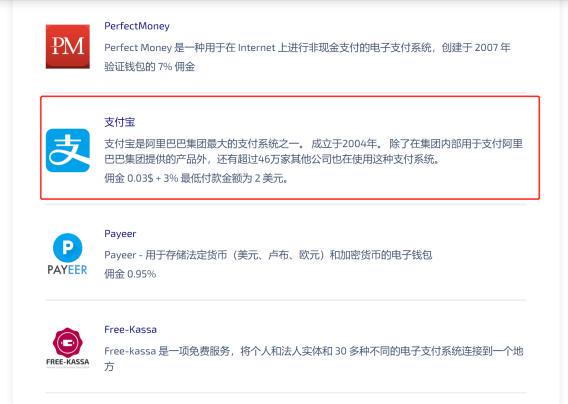 PerfectMoney
PM
Perfect Money 是一种用于在 Internet 上进行非现金支付的电子支付系统，创建于 2007 年
验证钱包的 7% 佣金
支付宝
支
支付宝是阿里巴巴集团最大的支付系统之一。 成立于2004年。 除了在集团内部用于支付阿里
巴巴集团提供的产品外，还有超过46万家其他公司也在使用这种支付系统。
佣金 0.03$ + 3% 最低付款金额为 2 美元。
Payeer
P
PAYEER
Payeer - 用于存储法定货币（美元、卢布、欧元）和加密货币的电子钱包
佣金 0.95%
Free-Kassa
FREE-KASSA
Free-kassa 是一项免费服务，将个人和法人实体和 30 多种不同的电子支付系统连接到一个地
方